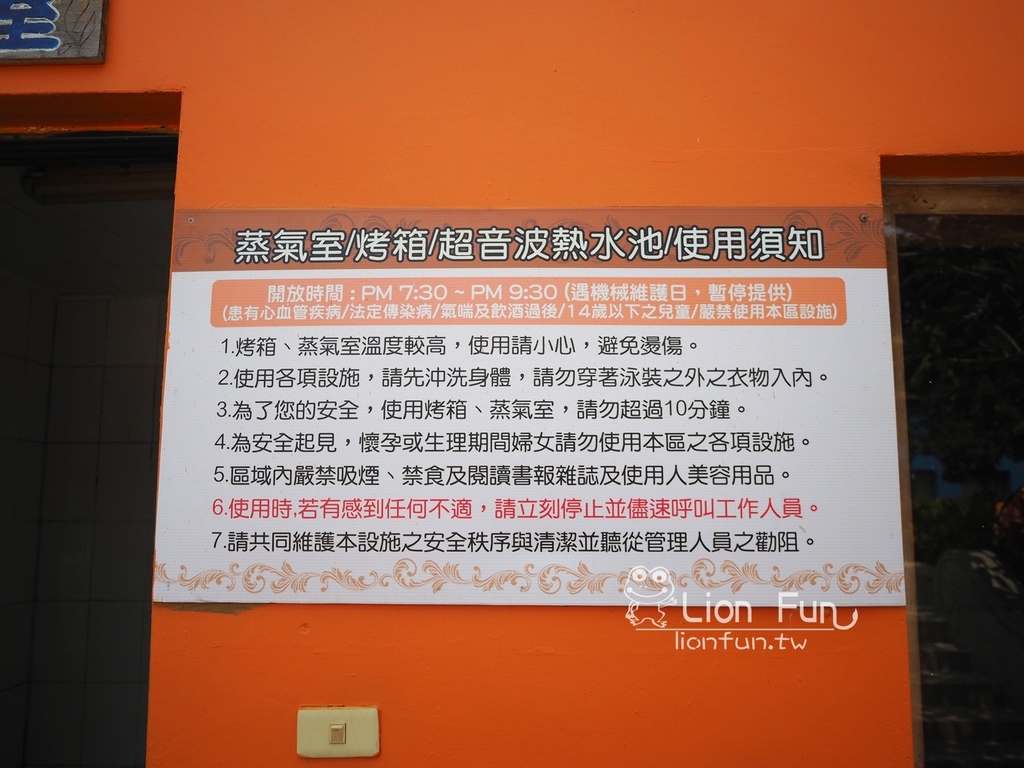 蒸氣室/烤箱/超音波熱水池/使用須知
開放時間：PM 7:30 ~ PM 9:30 (遇機械維護日，暫停提供)
(患有心血管疾病/法定傳染病/氣喘及飲酒過後/14歲以下之兒童/嚴禁使用本區設施)
1.烤箱、蒸氣室溫度較高，使用請小心，避免燙傷。
2.使用各項設施，請先沖洗身體，請勿穿著泳裝之外之衣物入內。
3.為了您的安全，使用烤箱、蒸氣室，請勿超過10分鐘。
4.為安全起見，懷孕或生理期間婦女請勿使用本區之各項設施。
5.區域內嚴禁吸煙、禁食及閱讀書報雜誌及使用人美容用品。
6.使用時,若有感到任何不適，請立刻停止並儘速呼叫工作人員。
7.請共同維護本設施之安全秩序與清潔並聽從管理人員之勸阻。
Lion Fun
lionfun.tw